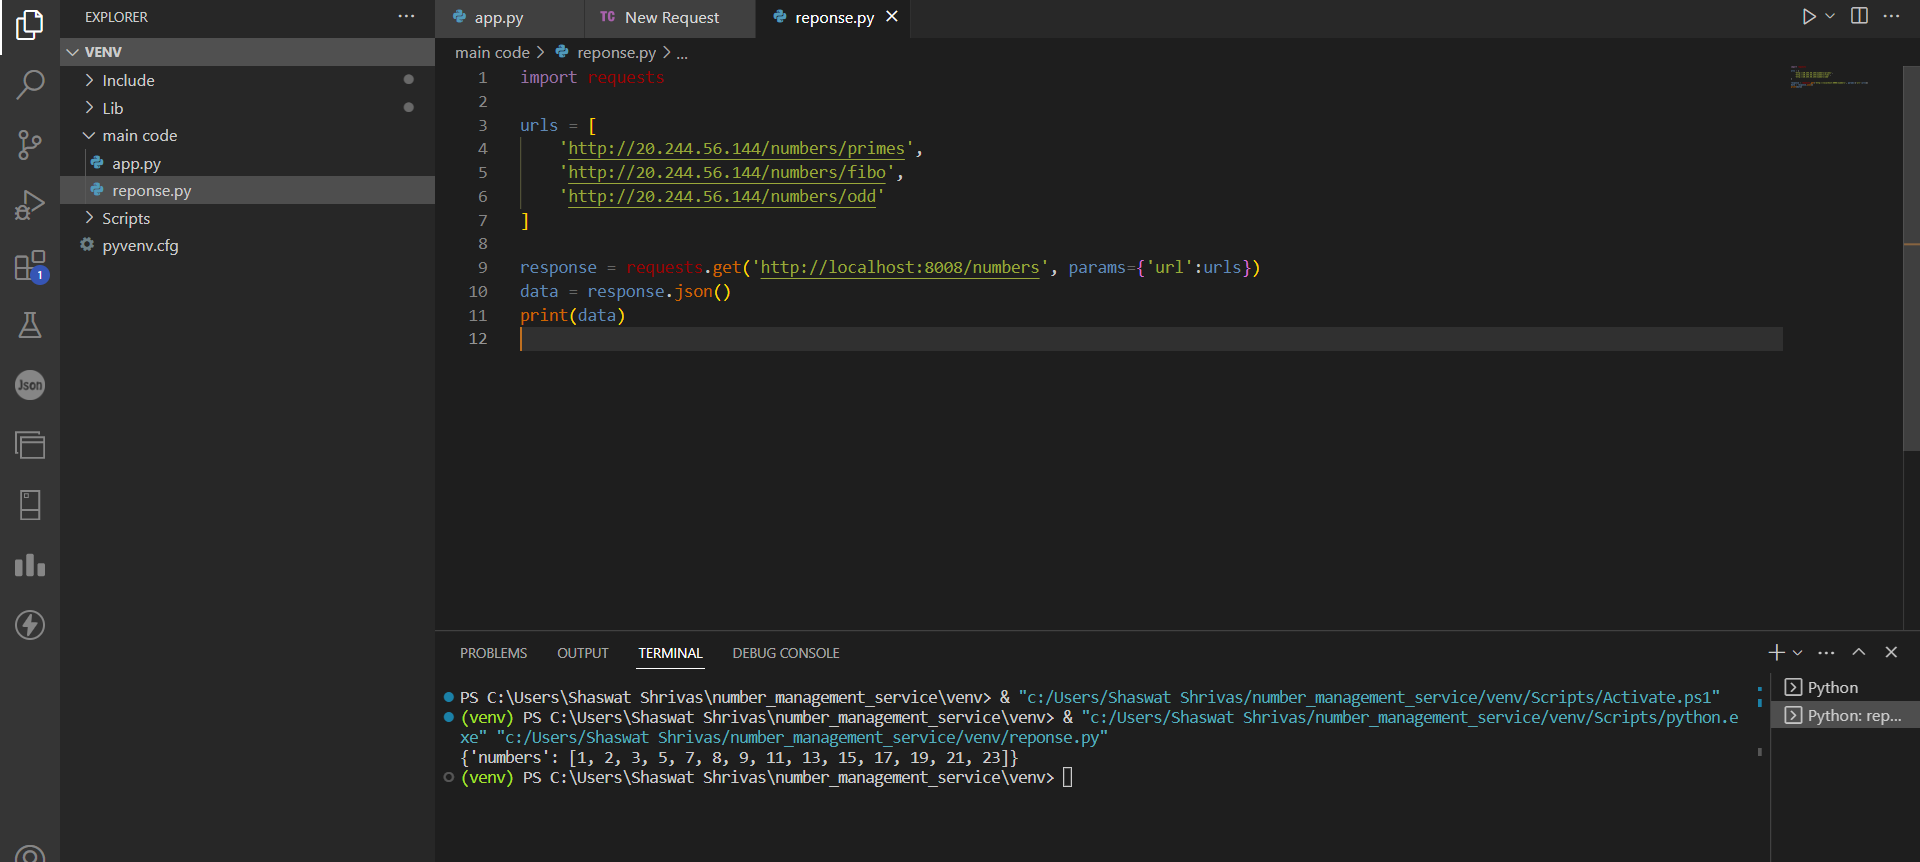 EXPLORER
VENV
Include
Lib
main code
app.py
reponse.py
Scripts
pyvenv.cfg
1
Json
app.py
TC New Request
reponse.py
main code > reponse.py > ...
1 import requests
2
3 urls = [
4 'http://20.244.56.144/numbers/primes',
5 'http://20.244.56.144/numbers/fibo',
6 'http://20.244.56.144/numbers/odd'
7 ]
8
9 response = requests.get('http://localhost:8008/numbers', params={'url':urls})
10 data = response.json()
11 print(data)
12
PROBLEMS OUTPUT TERMINAL DEBUG CONSOLE
PS C:\Users\Shaswat Shrivas\number_management_service\venv> & "c:/Users/Shaswat Shrivas/number_management_service/venv/Scripts/Activate.ps1"
(venv) PS C:\Users\Shaswat Shrivas\number_management_service\venv> & "c:/Users/Shaswat Shrivas/number_management_service/venv/Scripts/python.e
xe" "c:/Users/Shaswat Shrivas/number_management_service/venv/reponse.py"
{'numbers': [1, 2, 3, 5, 7, 8, 9, 11, 13, 15, 17, 19, 21, 23]}
(venv) PS C:\Users\Shaswat Shrivas\number_management_service\venv>
Python
Python: rep...